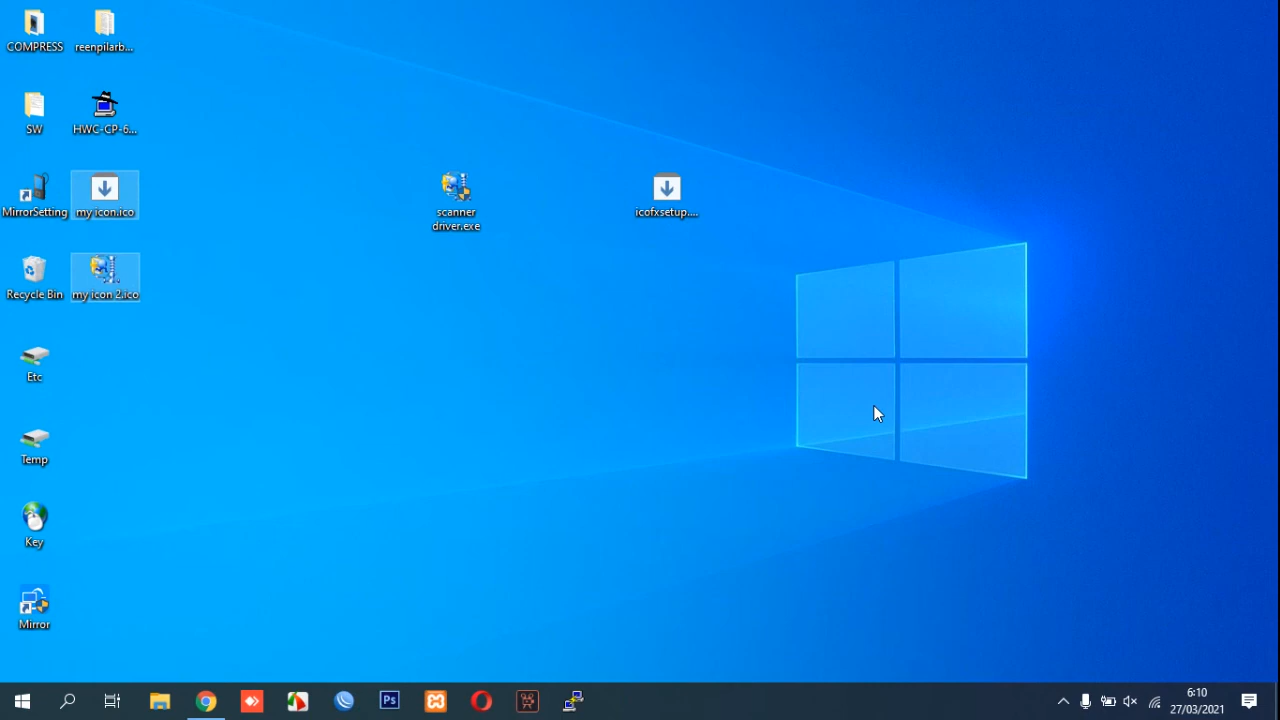 COMPRESS
reenpilarb...
SW
HWC-CP-6...
MirrorSetting
my icon.ico
scanner
driver.exe
icofxsetup....
Recycle Bin
my icon 2.ico
Etc
Temp
Key
Mirror
Ps
6:10
27/03/2021